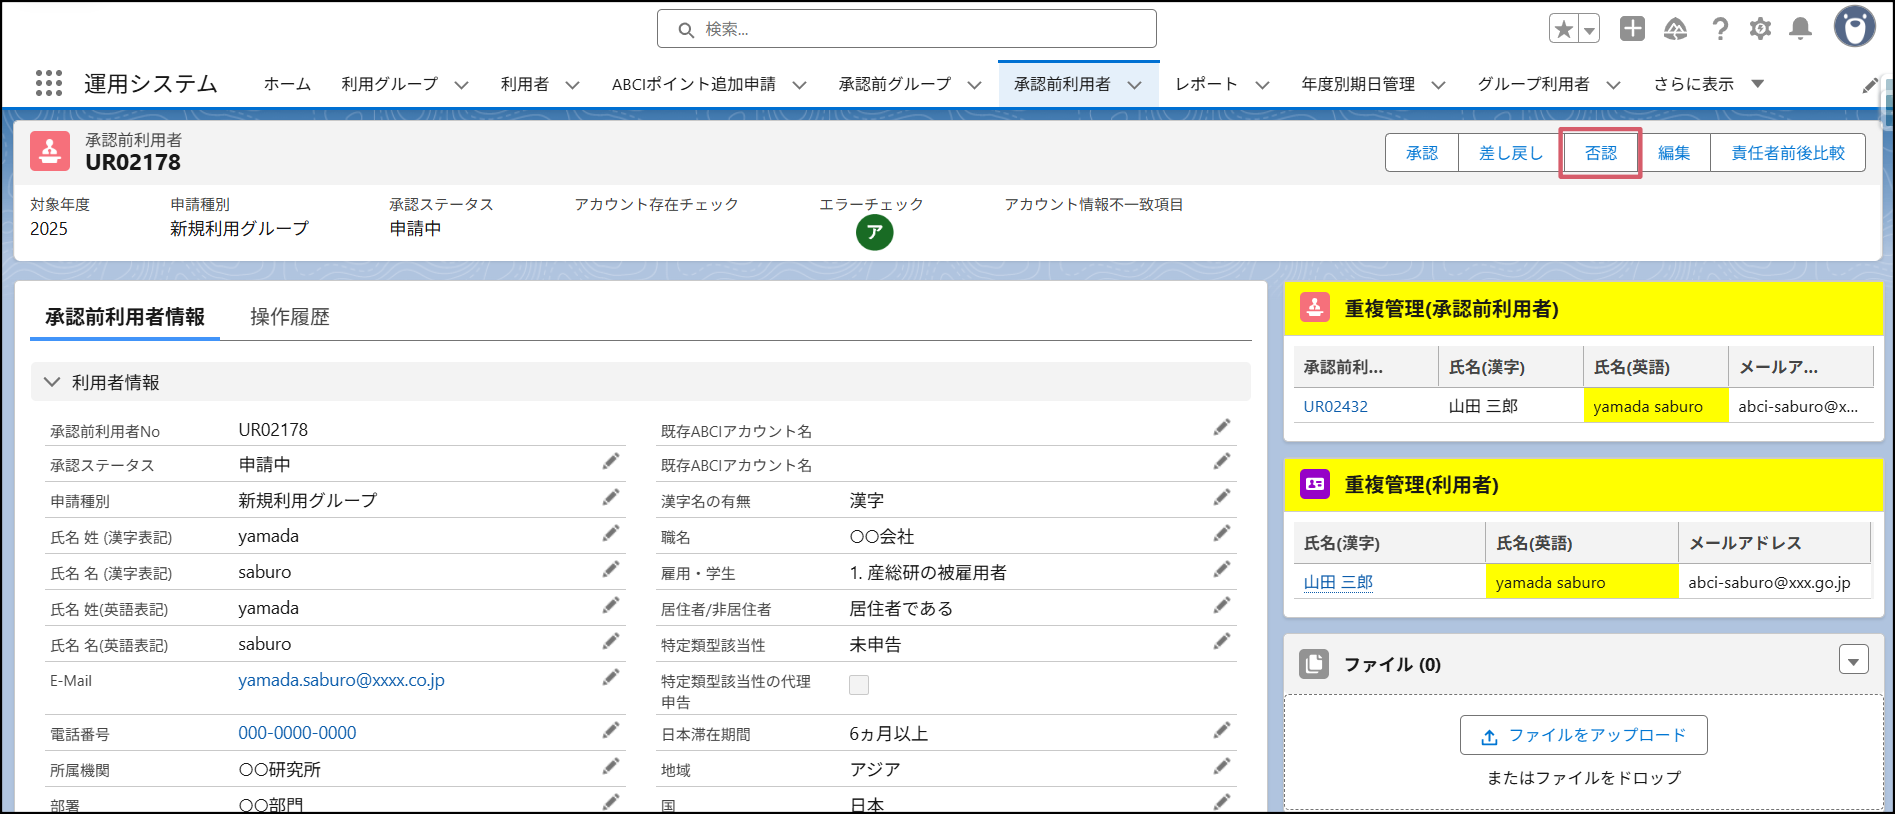 検索...
運用システム
ホーム
利用グループ
利用者
ABCIポイント追加申請
承認前グループ
承認前利用者
レポート
年度別期日管理
グループ利用者
さらに表示
承認前利用者
UR02178
承認
差し戻し
否認
編集
責任者前後比較
対象年度
2025
申請種別
新規利用グループ
承認ステータス
申請中
アカウント存在チェック
エラーチェック
ア
アカウント情報不一致項目
承認前利用者情報
操作履歴
利用者情報
承認前利用者No UR02178
既存ABCIアカウント名
承認ステータス 申請中
既存ABCIアカウント名
申請種別 新規利用グループ
漢字名の有無 漢字
氏名 姓 (漢字表記) yamada
職名 〇〇会社
氏名 名 (漢字表記) saburo
雇用・学生 1. 産総研の被雇用者
氏名 姓(英語表記) yamada
居住者/非居住者 居住者である
氏名 名(英語表記) saburo
特定類型該当性 未申告
E-Mail yamada.saburo@xxxx.co.jp
特定類型該当性の代理
申告
電話番号 000-0000-0000
日本滞在期間 6ヵ月以上
所属機関 〇〇研究所
地域 アジア
部署 〇〇部門
国 日本
重複管理(承認前利用者)
承認前利... 氏名(漢字) 氏名(英語) メールア...
UR02432 山田 三郎 yamada saburo abci-saburo@x...
重複管理(利用者)
氏名(漢字) 氏名(英語) メールアドレス
山田 三郎 yamada saburo abci-saburo@xxx.go.jp
ファイル (0)
ファイルをアップロード
またはファイルをドロップ